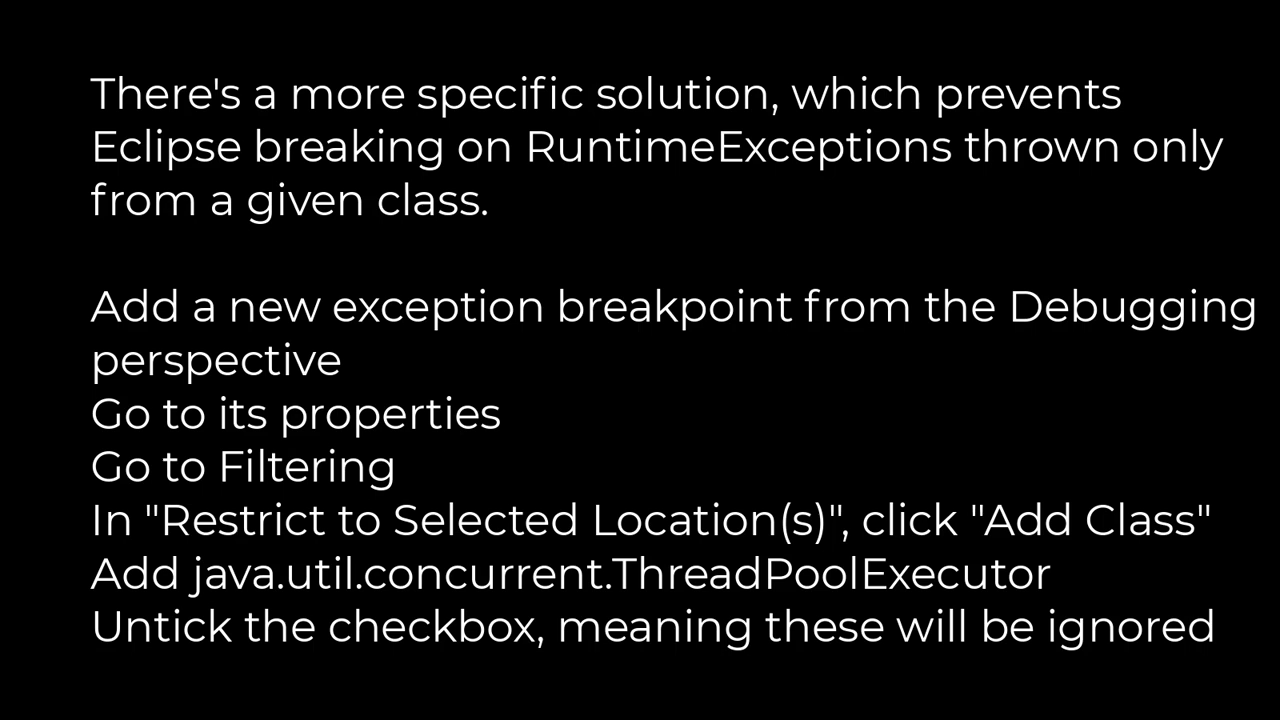 There's a more specific solution, which prevents
Eclipse breaking on RuntimeExceptions thrown only
from a given class.
Add a new exception breakpoint from the Debugging
perspective
Go to its properties
Go to Filtering
In "Restrict to Selected Location(s)", click "Add Class"
Add java.util.concurrent.ThreadPoolExecutor
Untick the checkbox, meaning these will be ignored